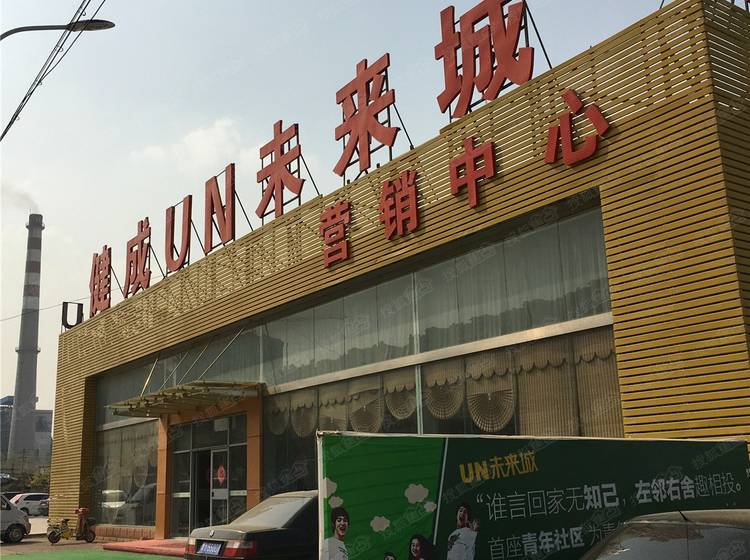 健成UN未来城
营销中心
UN未来城
“谁言回家无知己，左邻右舍趣相投。
首座青年社区